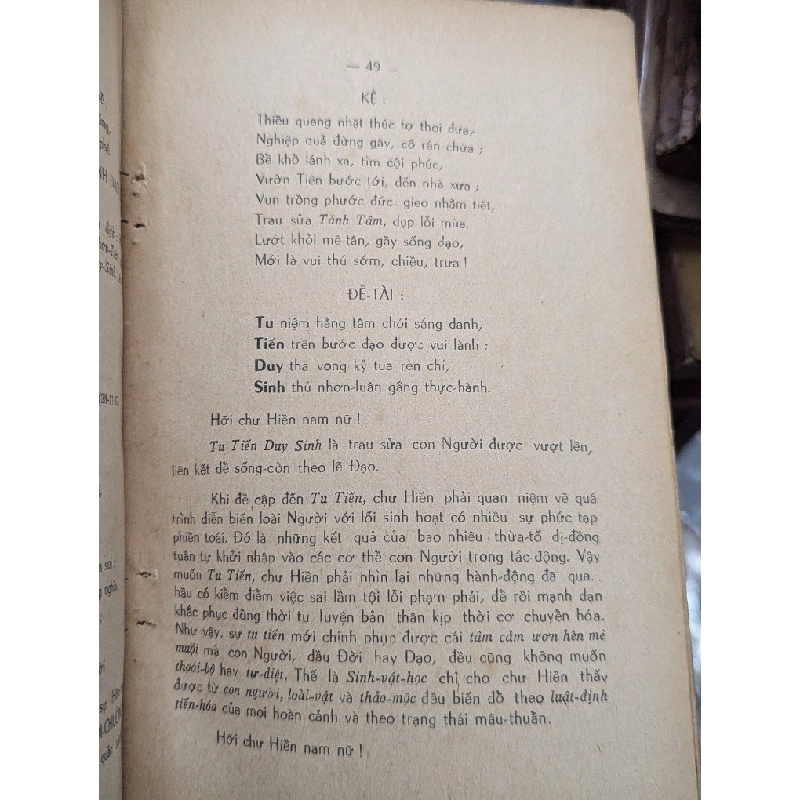 — 49 —
KỆ :
Thiều quang nhặt thúc tợ thoi đưa,
Nghiệp quả đừng gây, cố rán chừa ;
Bể khổ lánh xa, tìm cội phúc,
Vườn Tiên bước tới, đến nhà xưa ;
Vun trồng phước đức gieo nhằm tiết,
Trau sửa Tánh Tâm, dọp lỗi mùa.
Lướt khỏi mê-tân, gầy sống đạo,
Mới là vui thú sớm, chiều, trưa !
ĐỀ-TÀI :
Tu niệm hằng tâm chói sáng danh,
Tiến trên bước đạo được vui lành ;
Duy tha vong kỷ tua rèn chí,
Sinh thú nhơn-luân gắng thực-hành.
Hỡi chư Hiền nam nữ !
Tu Tiến Duy Sinh là trau sửa con Người được vượt lên,
liên kết để sống-còn theo lẽ Đạo.
Khi đề cập đến Tu Tiến, chư Hiền phải quan niệm về quá
trình diễn biến loài Người với lối sinh hoạt có nhiều sự phức tạp
phiền toái. Đó là những kết quả của bao nhiêu thừa-tố dị-đồng
tuần tự khởi nhập vào các cơ thể con Người trong tác-động. Vậy
muốn Tu Tiến, chư Hiền phải nhìn lại những hành-động đã qua
hầu có kiểm điểm việc sai lầm tội lỗi phạm phải, để rồi mạnh dạn
khắc phục đồng thời tu luyện bản thân kịp thời cơ chuyển hóa.
Như vậy, sự tu tiến mới chinh phục được cái tâm cảm ươn hèn mê
muội mà con Người, dầu Đời hay Đạo, đều cũng không muốn
thoái-bộ hay tự-diệt. Thế là Sinh-vật-học chỉ cho chư Hiền thấy
được từ con người, loài-vật và thảo-mộc đâu biến đổ theo luật-định
tiến-hóa của mọi hoàn cảnh và theo trạng thái mâu-thuẫn.
Hỡi chư Hiền nam nữ !